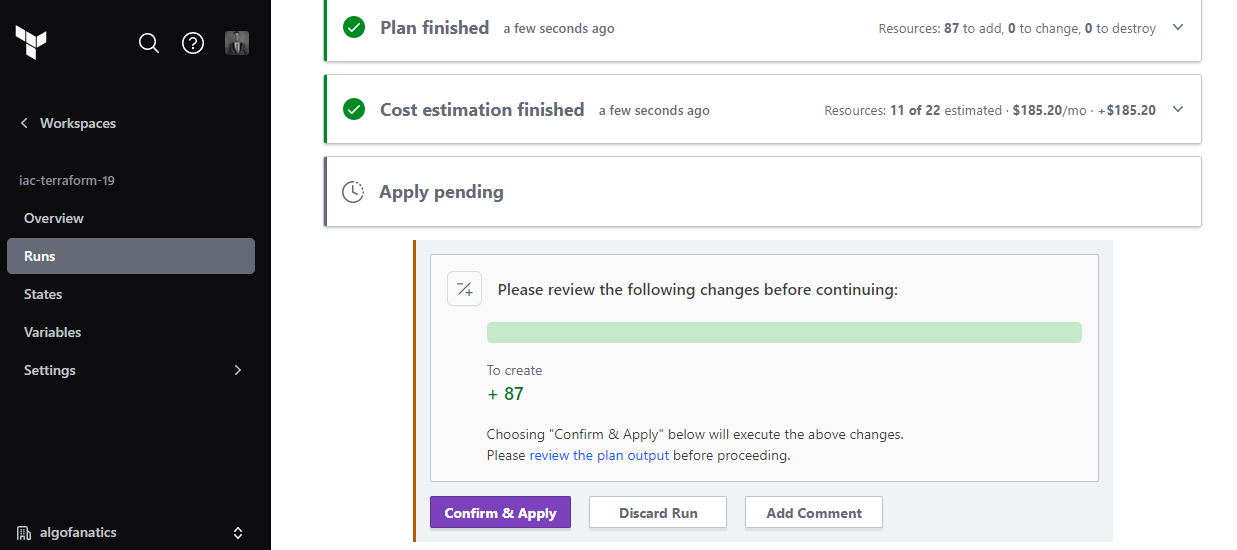 Plan finished a few seconds ago Resources: 87 to add, 0 to change, 0 to destroy
Workspaces
Cost estimation finished a few seconds ago Resources: 11 of 22 estimated · $185.20/mo · +$185.20
iac-terraform-19
Overview
Runs
States
Variables
Settings
Apply pending
Please review the following changes before continuing:
To create
+ 87
Choosing "Confirm & Apply" below will execute the above changes.
Please review the plan output before proceeding.
Confirm & Apply Discard Run Add Comment
algofanatics